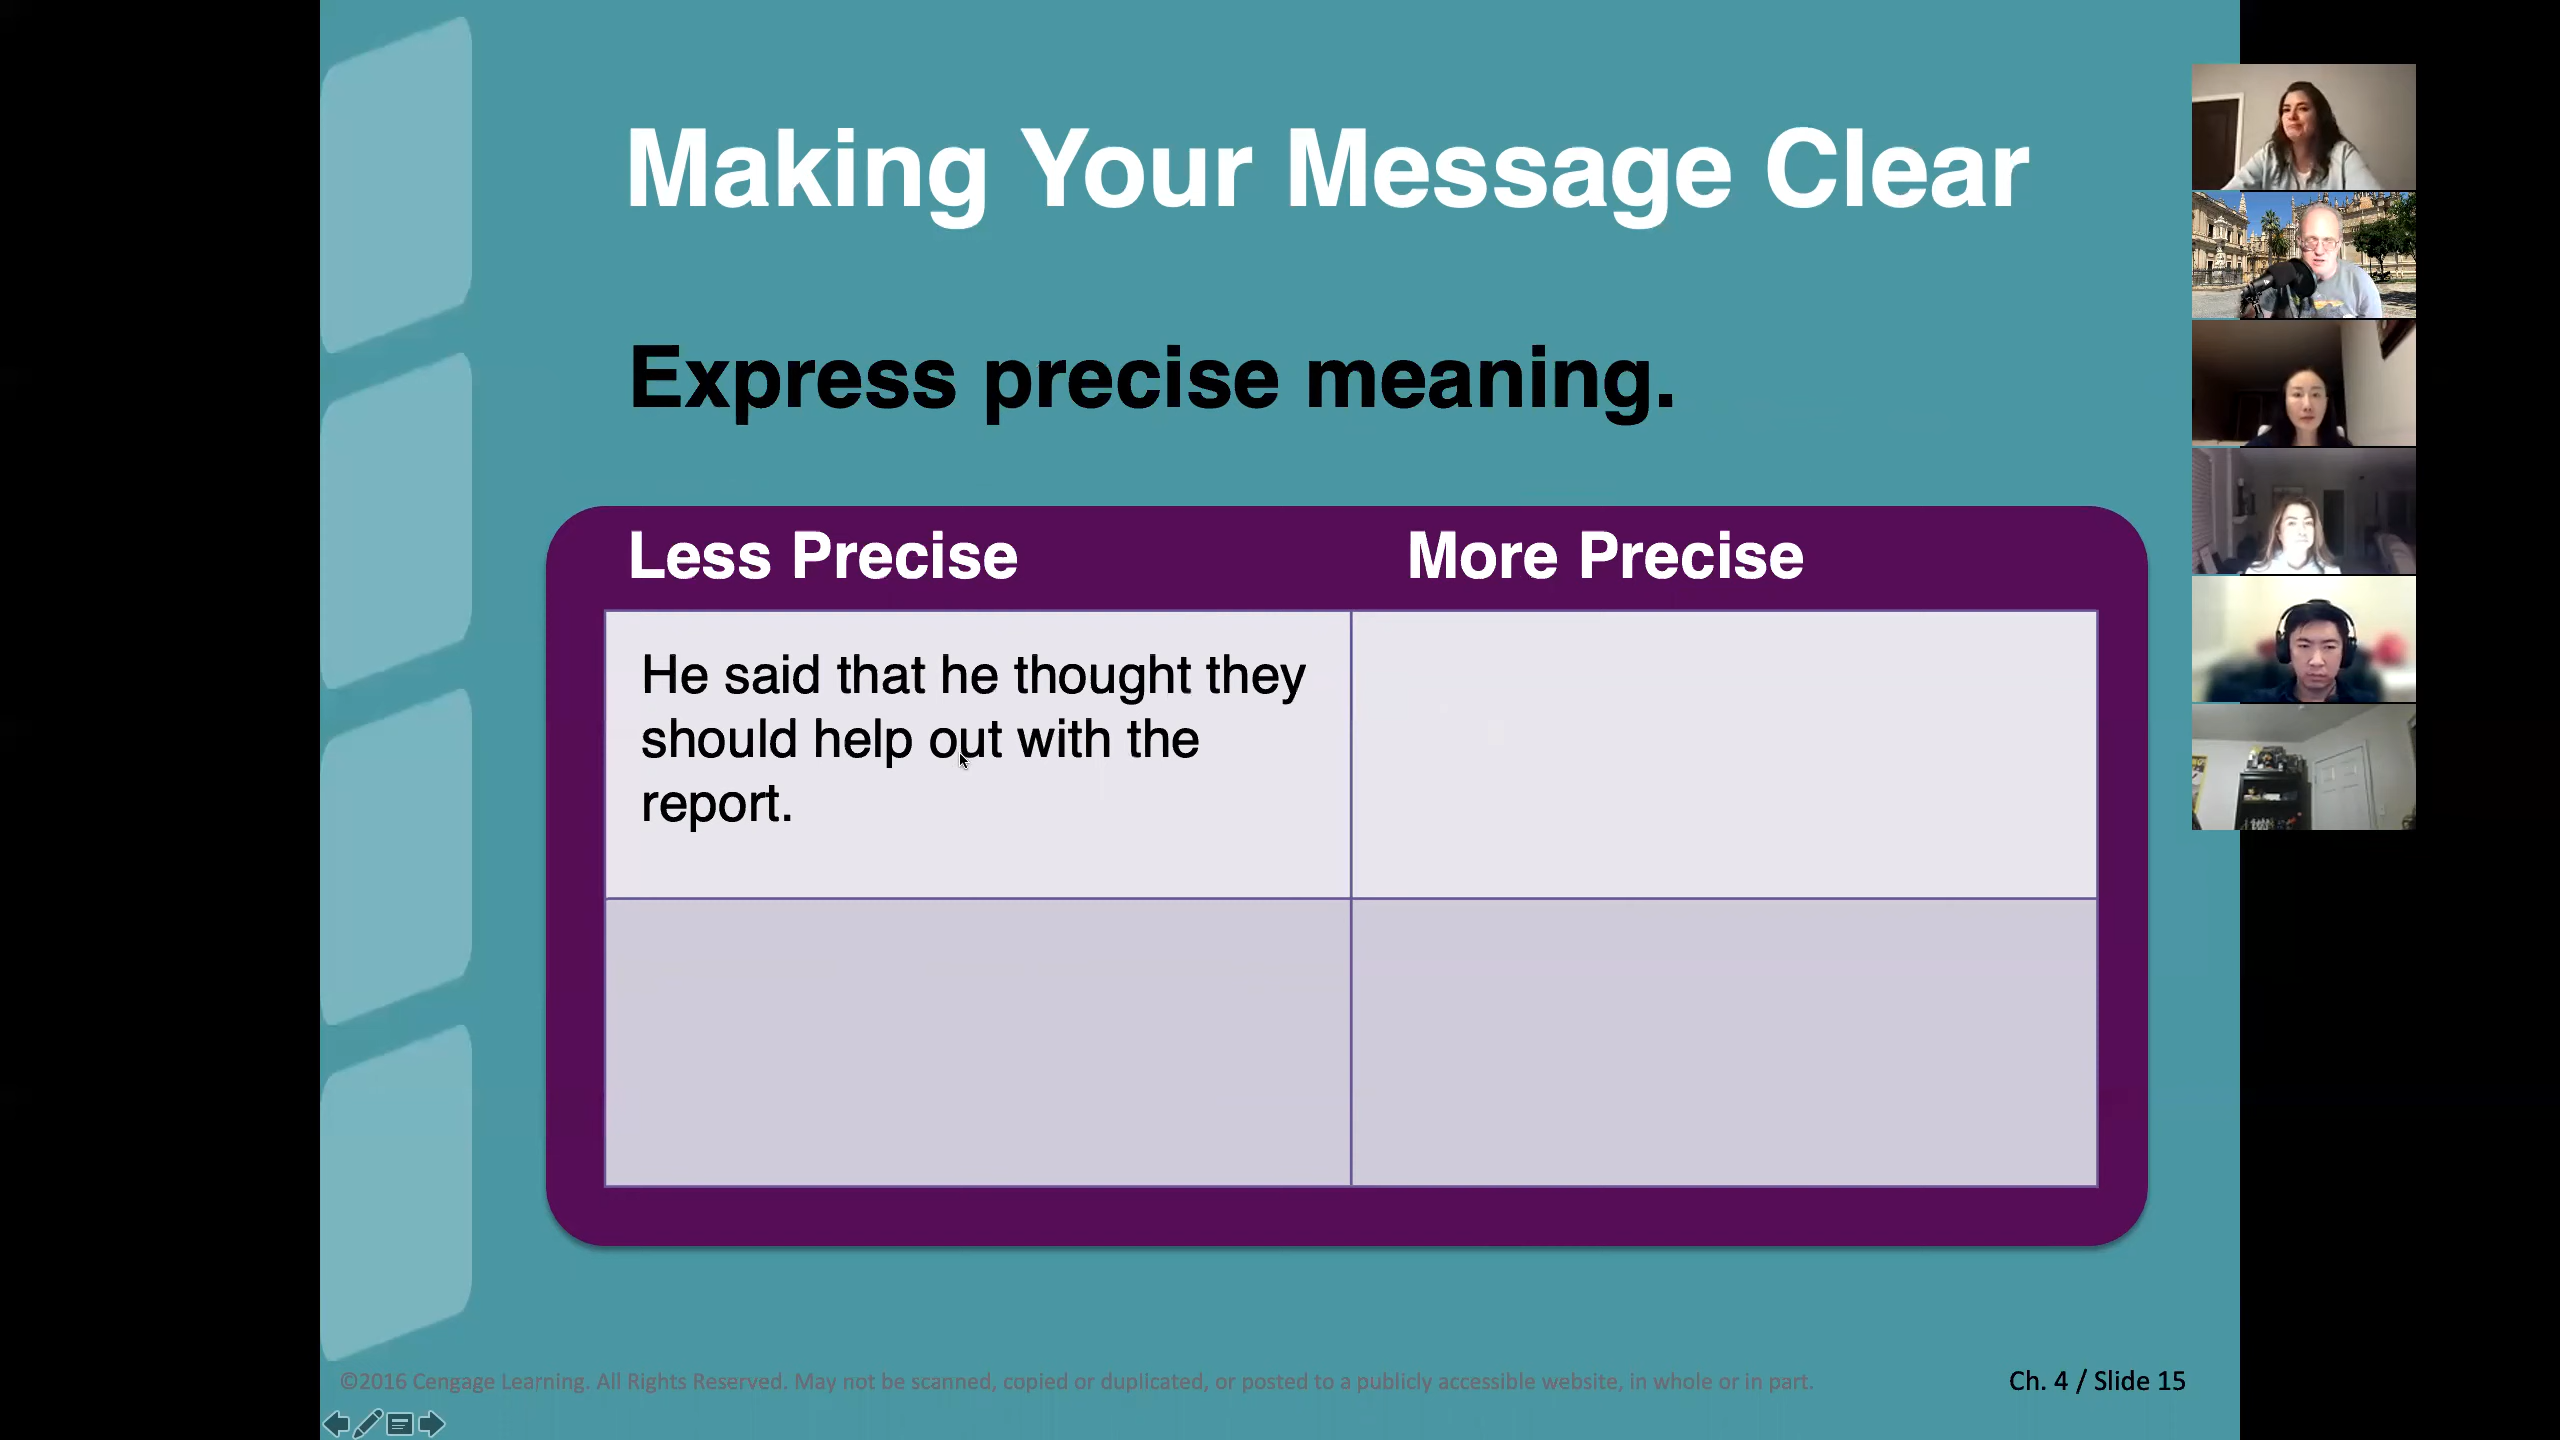 Making Your Message Clear
Express precise meaning.
Less Precise
More Precise
He said that he thought they
should help out with the
report.
©2016 Cengage Learning. All Rights Reserved. May not be scanned, copied or duplicated, or posted to a publicly accessible website, in whole or in part.
Ch. 4 / Slide 15